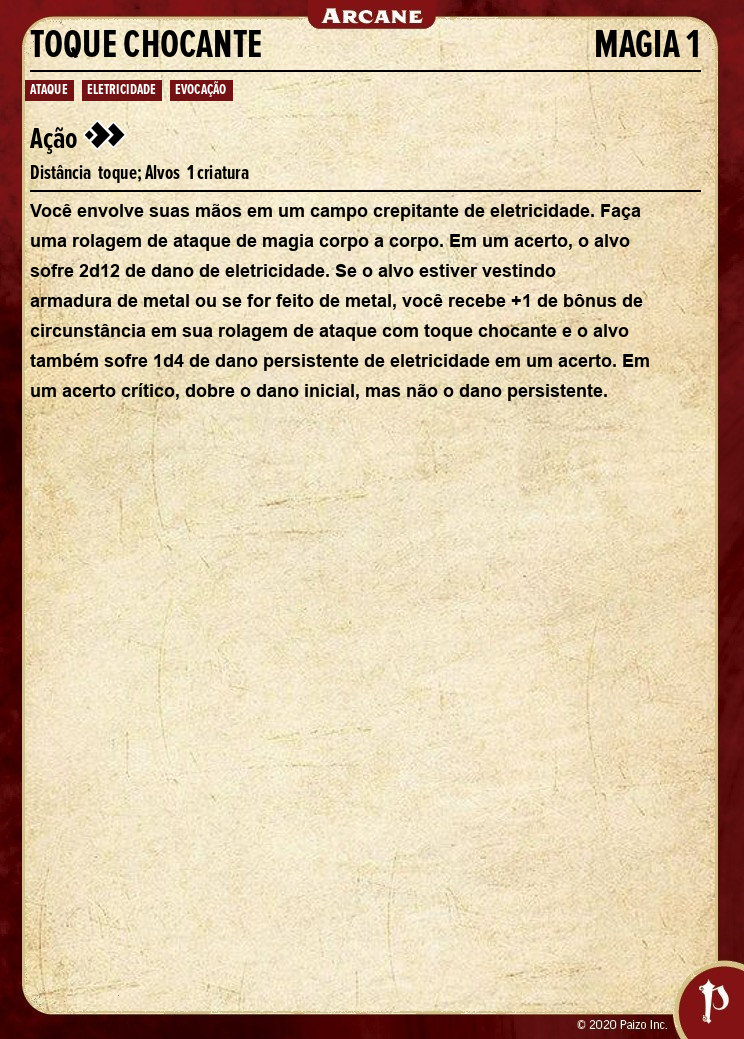 ARCANE
TOQUE CHOCANTE MAGIA 1
ATAQUE ELETRICIDADE EVOCAÇÃO
Ação
Distância toque; Alvos 1 criatura
Você envolve suas mãos em um campo crepitante de eletricidade. Faça
uma rolagem de ataque de magia corpo a corpo. Em um acerto, o alvo
sofre 2d12 de dano de eletricidade. Se o alvo estiver vestindo
armadura de metal ou se for feito de metal, você recebe +1 de bônus de
circunstância em sua rolagem de ataque com toque chocante e o alvo
também sofre 1d4 de dano persistente de eletricidade em um acerto. Em
um acerto crítico, dobre o dano inicial, mas não o dano persistente.
© 2020 Paizo Inc.
P